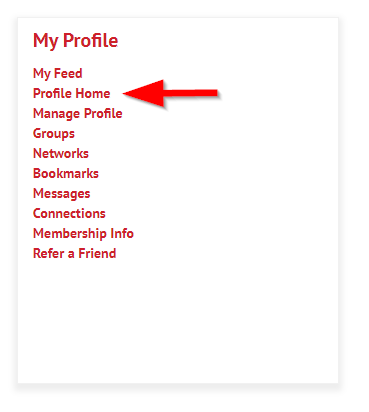 My Profile
My Feed
Profile Home
Manage Profile
Groups
Networks
Bookmarks
Messages
Connections
Membership Info
Refer a Friend